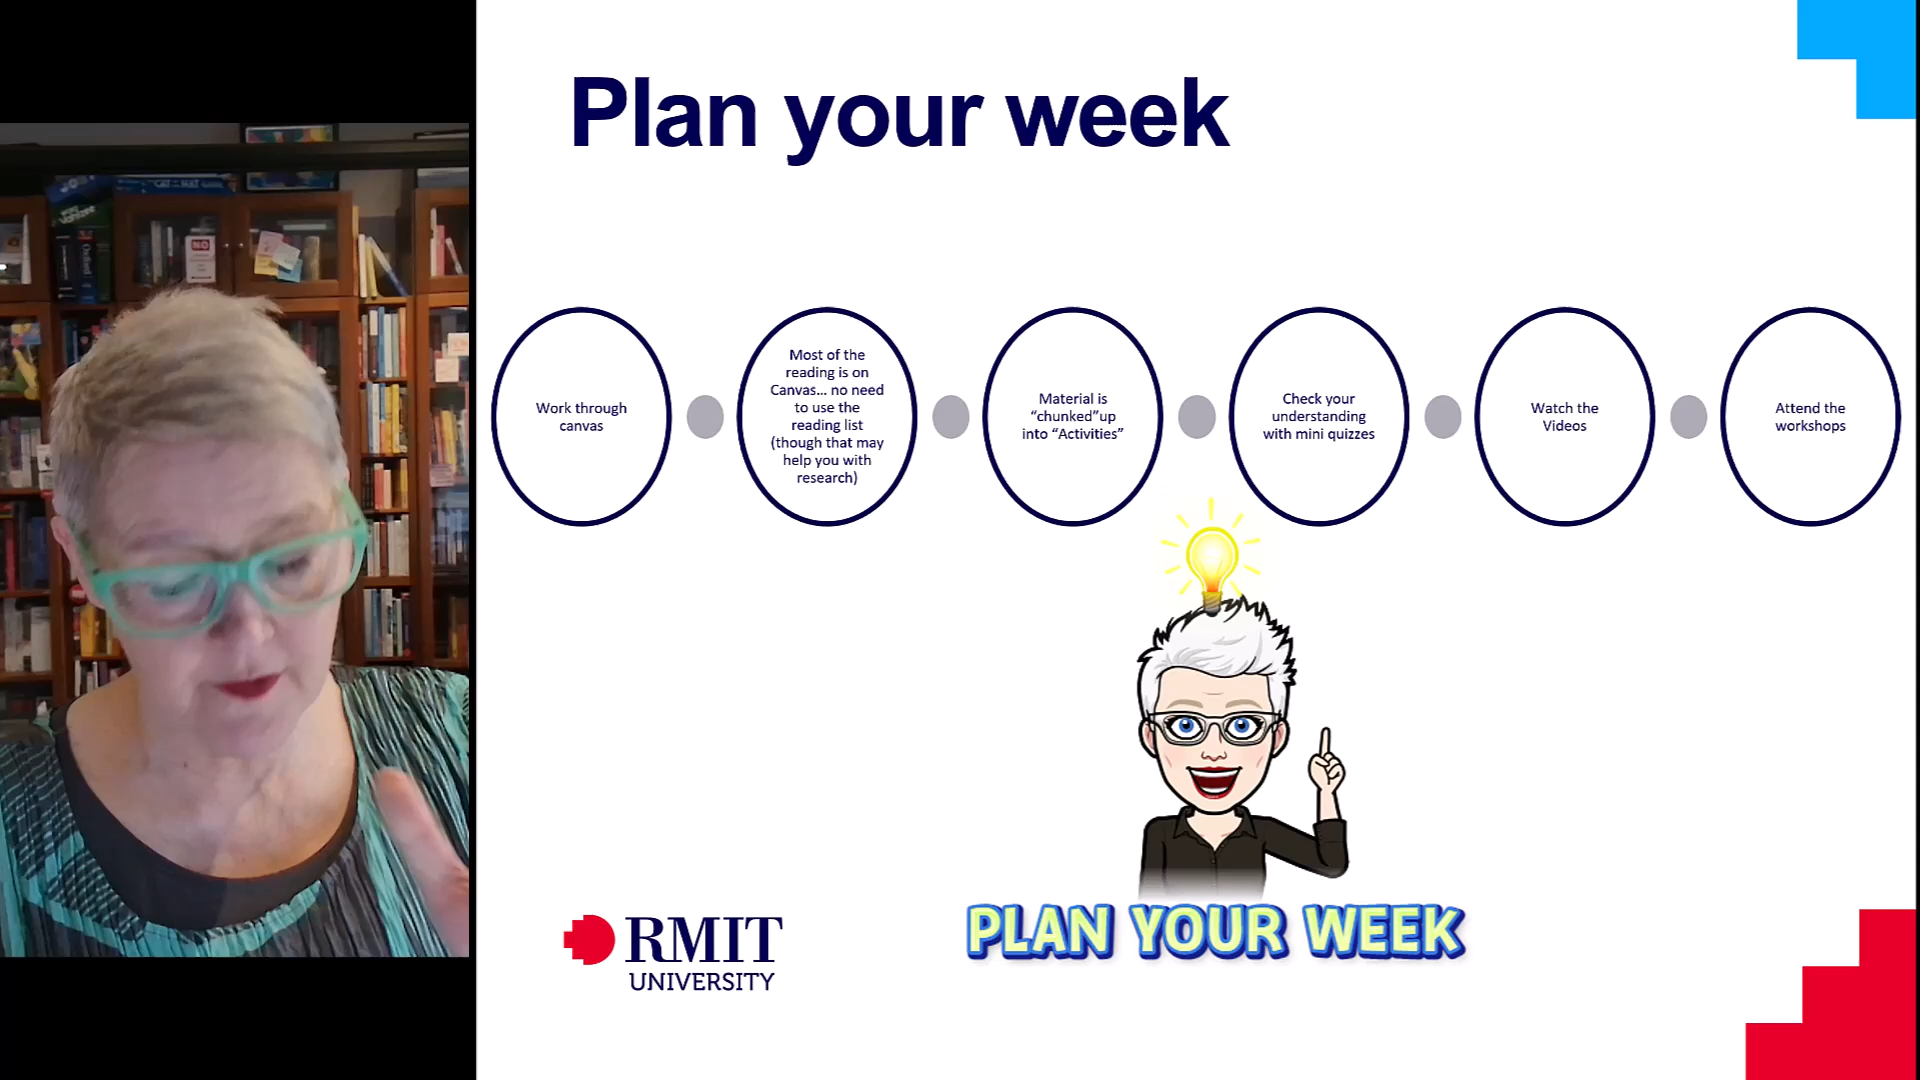 Plan your week
Work through
canvas
Most of the
reading is on
Canvas... no need
to use the
reading list
(though that may
help you with
research)
Material is
“chunked”up
into “Activities”
Check your
understanding
with mini quizzes
Watch the
Videos
Attend the
workshops
PLAN YOUR WEEK
RMIT
UNIVERSITY
NO